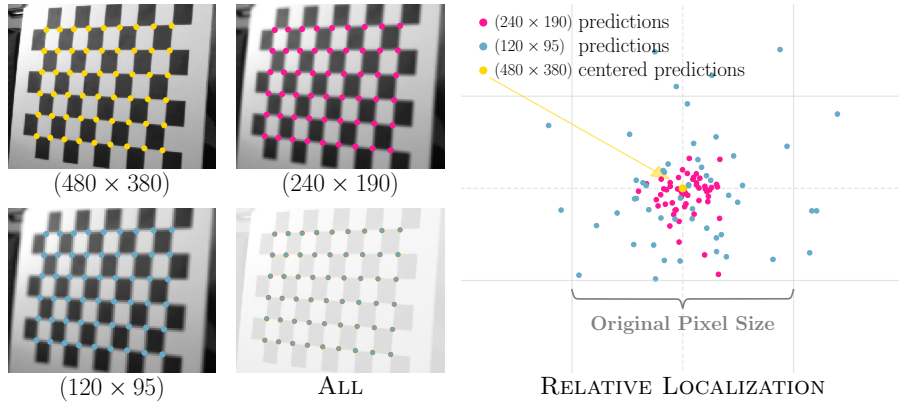 (480 × 380)
(240 × 190)
(120 × 95)
ALL
(240 × 190) predictions
(120 × 95) predictions
(480 × 380) centered predictions
Original Pixel Size
RELATIVE LOCALIZATION